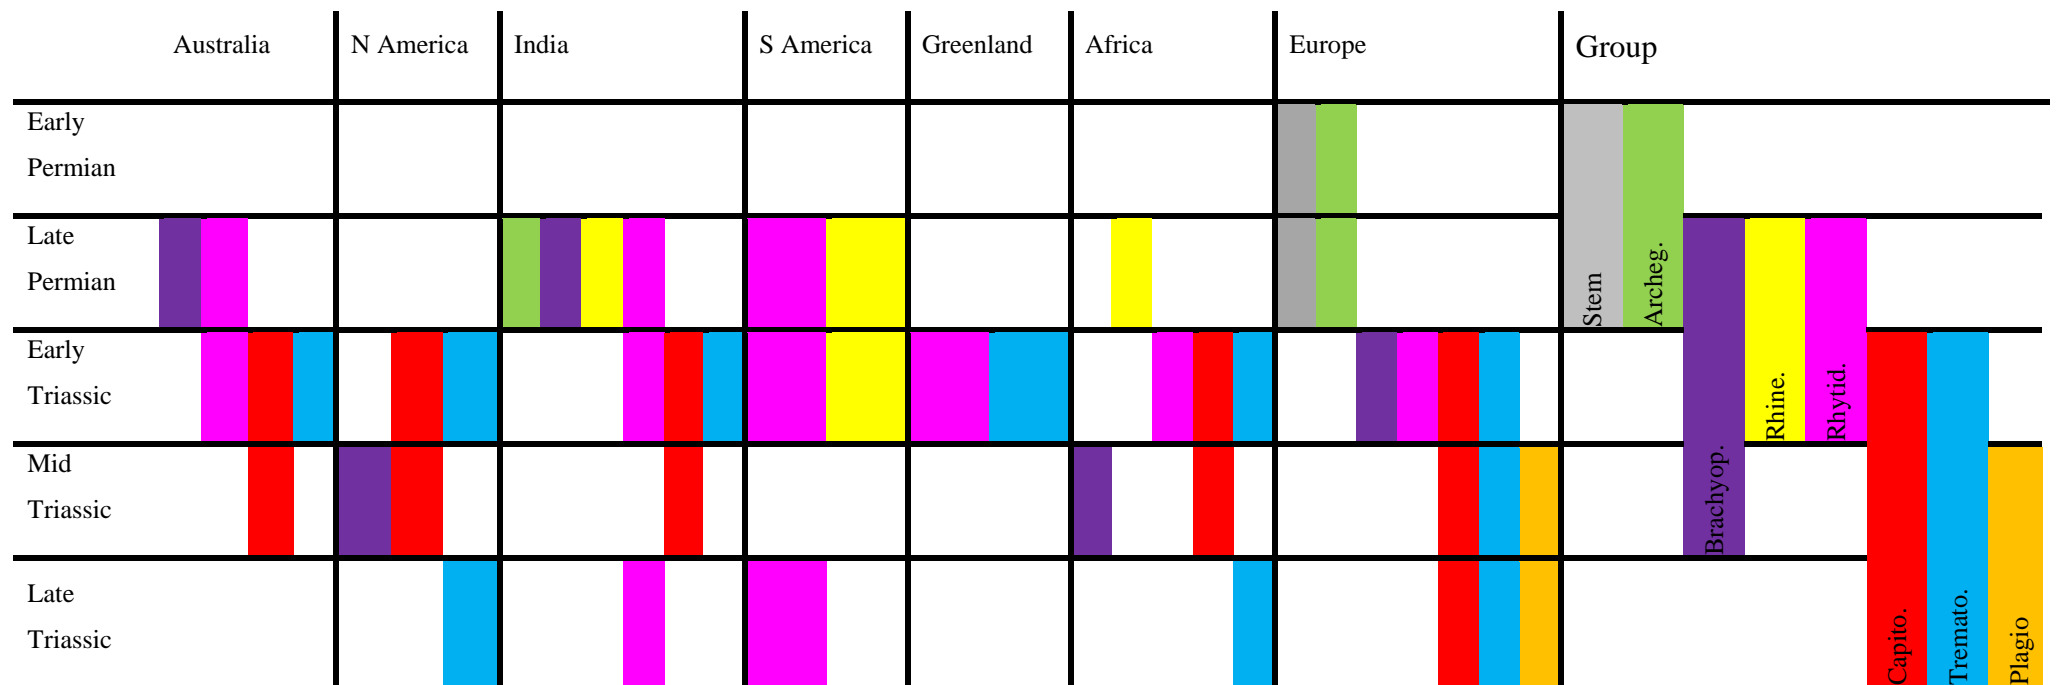 Australia N America India S America Greenland Africa Europe Group
Early
Permian
Late
Permian
Stem
Archeg.
Early
Triassic
Rhine.
Rhytid.
Mid
Triassic
Brachyop.
Late
Triassic
Capito.
Tremato.
Plagio